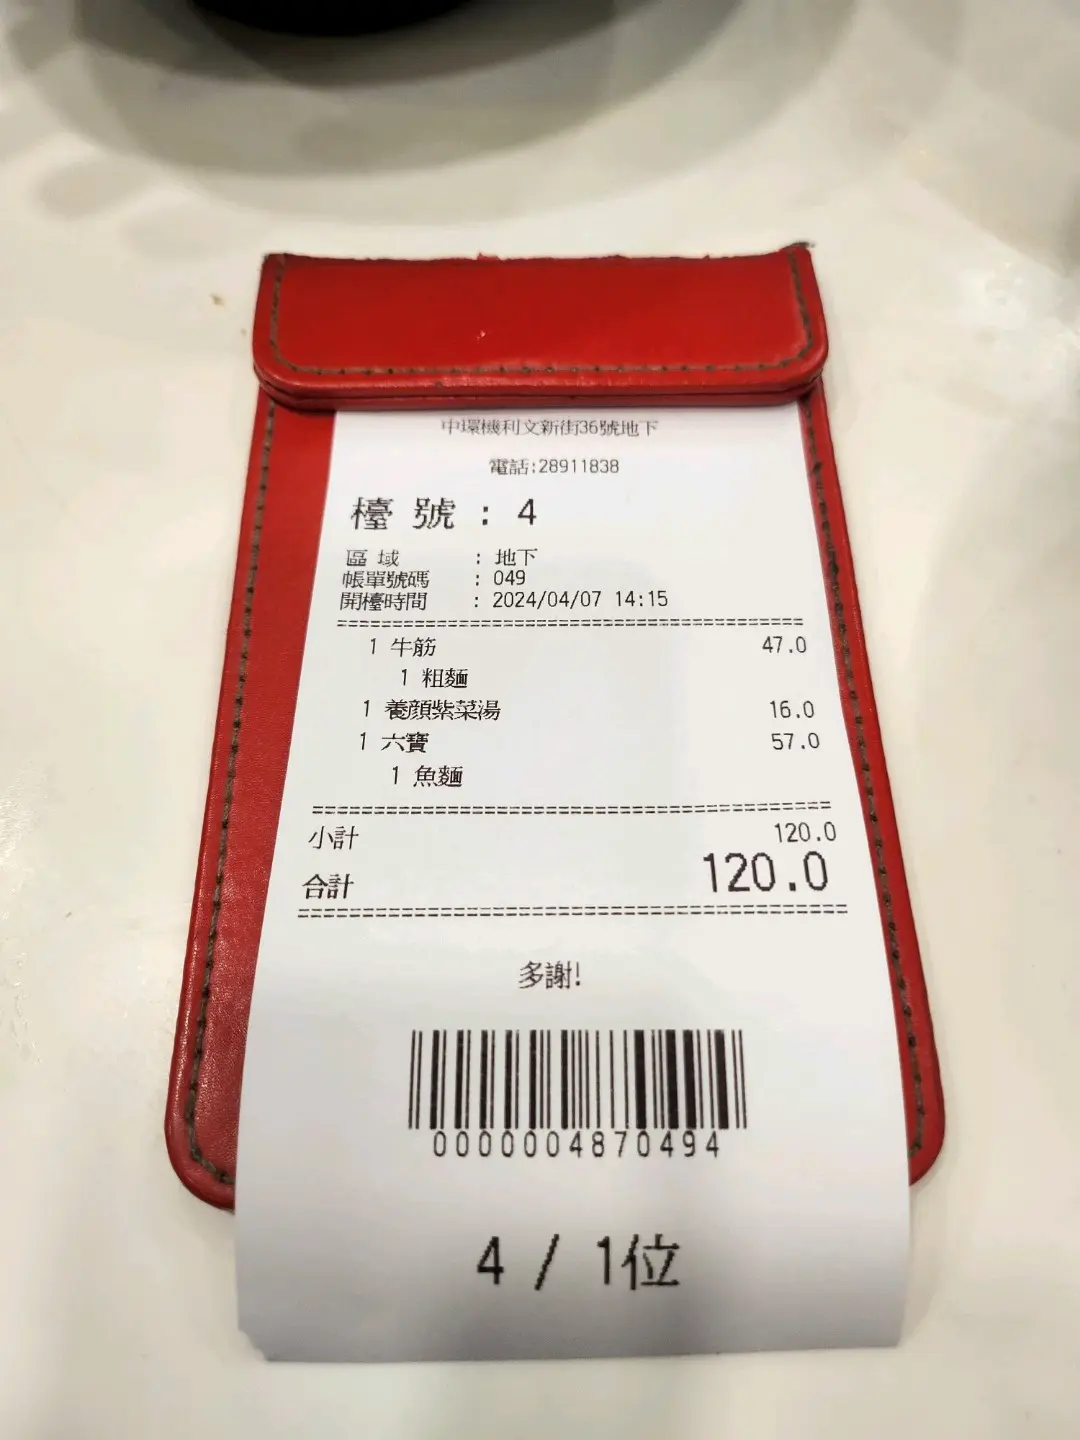 中環機利文新街36號地下
電話:28911838
檯 號 : 4
區 域 : 地下
帳單號碼 : 049
開檯時間 : 2024/04/07 14:15
1 牛筋 47.0
1 粗麵
1 養顔紫菜湯 16.0
1 六寶 57.0
1 魚麵
小計 120.0
合計 120.0
多謝!
0000004870494
4 / 1位